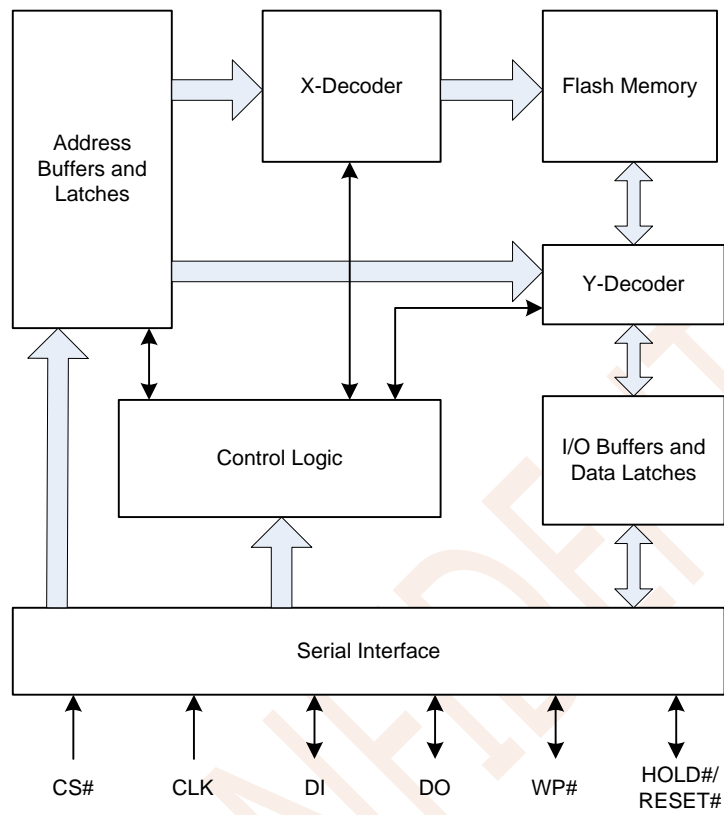 X-Decoder
Flash Memory
Address
Buffers and
Latches
Y-Decoder
Control Logic
I/O Buffers and
Data Latches
Serial Interface
CS#
CLK
DI
DO
WP#
HOLD#/
RESET#